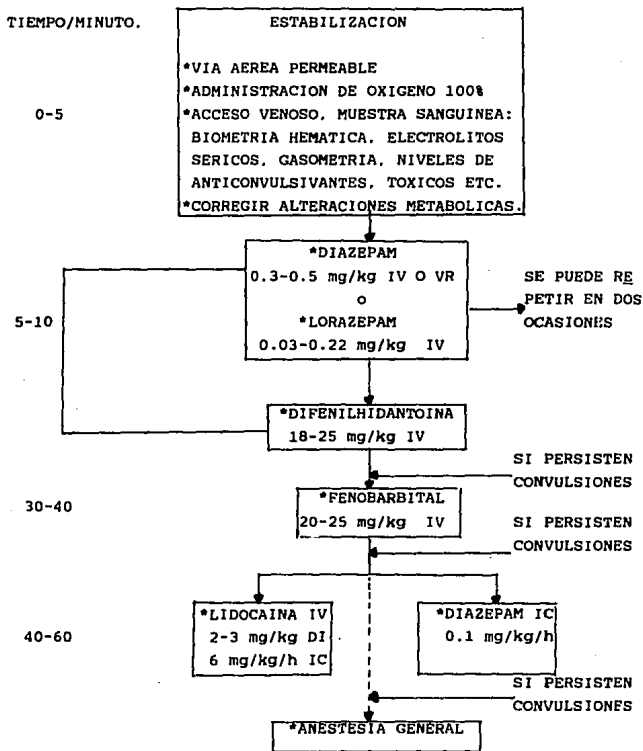 TIEMPO/MINUTO.
ESTABILIZACION
*VIA AEREA PERMEABLE
*ADMINISTRACION DE OXIGENO 100%
0-5
*ACCESO VENOSO, MUESTRA SANGUINEA:
BIOMETRIA HEMATICA, ELECTROLITOS
SERICOS, GASOMETRIA, NIVELES DE
ANTICONVULSIVANTES, TOXICOS ETC.
*CORREGIR ALTERACIONES METABOLICAS.
5-10
*DIAZEPAM
0.3-0.5 mg/kg IV O VR
o
*LORAZEPAM
0.03-0.22 mg/kg IV
SE PUEDE RE
PETIR EN DOS
OCASIONES
*DIFENILHIDANTOINA
18-25 mg/kg IV
SI PERSISTEN
CONVULSIONES
30-40
*FENOBARBITAL
20-25 mg/kg IV
SI PERSISTEN
CONVULSIONES
40-60
*LIDOCAINA IV
2-3 mg/kg DI
6 mg/kg/h IC
*DIAZEPAM IC
0.1 mg/kg/h
SI PERSISTEN
CONVULSIONES
*ANESTESIA GENERAL